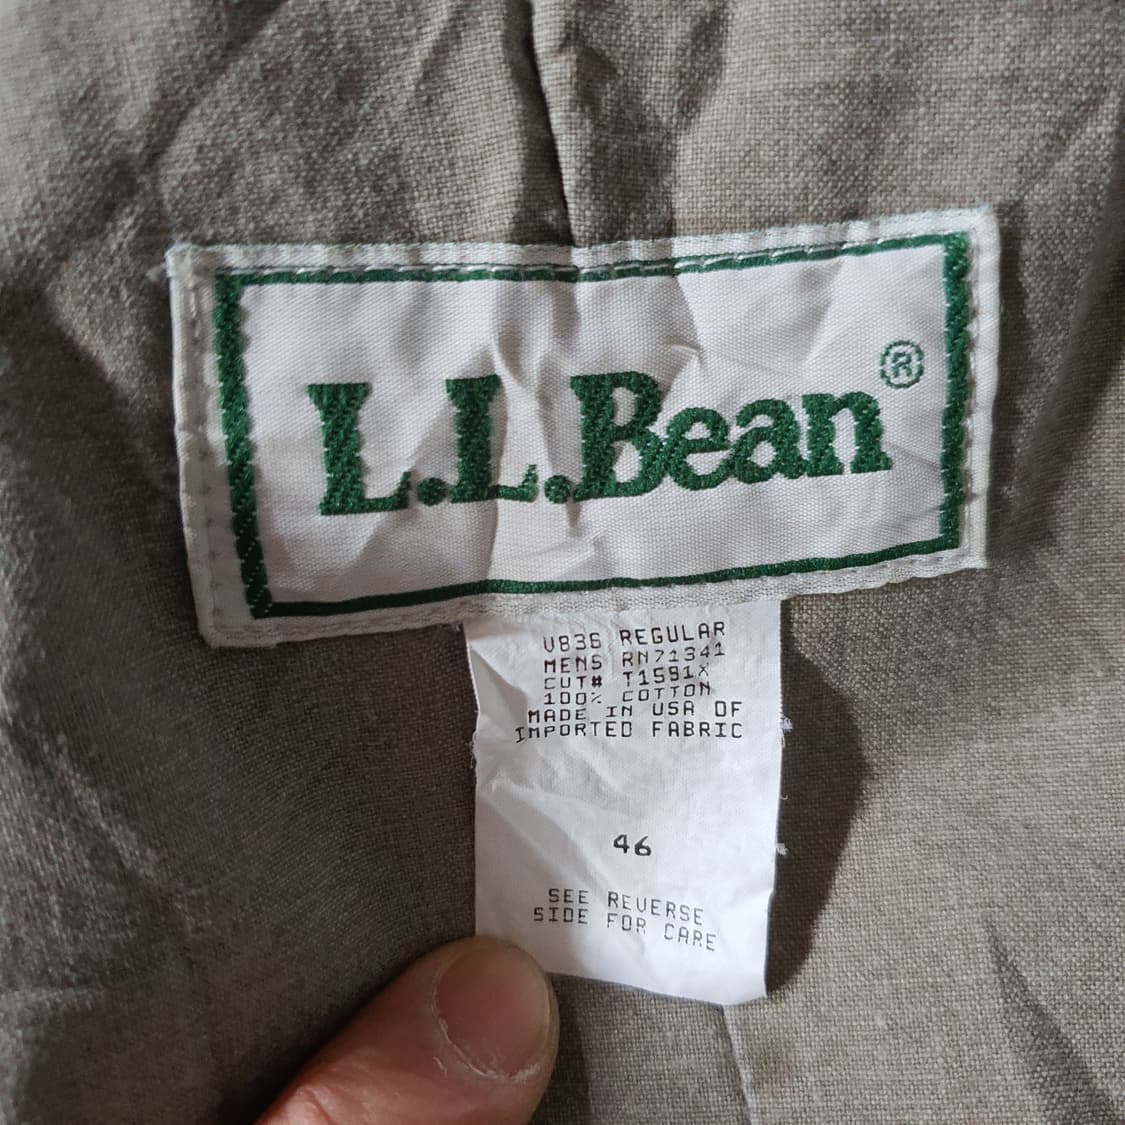 L.L.Bean®
V836 REGULAR
MENS RN71341
CUT# T1591X
100% COTTON
MADE IN USA OF
IMPORTED FABRIC
46
SEE REVERSE
SIDE FOR CARE